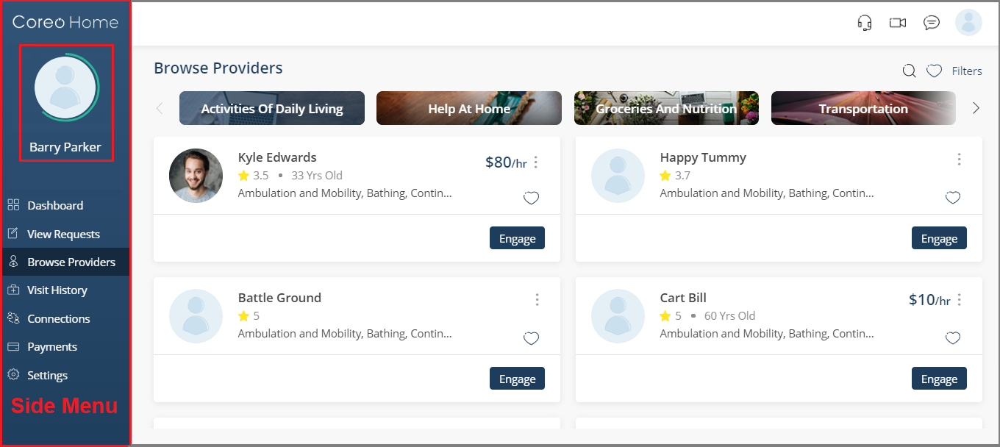 Coreo Home
Barry Parker
Dashboard
View Requests
Browse Providers
Visit History
Connections
Payments
Settings
Side Menu
Browse Providers
Filters
Activities Of Daily Living
Help At Home
Groceries And Nutrition
Transportation
Kyle Edwards
$80/hr
3.5 • 33 Yrs Old
Ambulation and Mobility, Bathing, Contin...
Engage
Happy Tummy
3.7
Ambulation and Mobility, Bathing, Contin...
Engage
Battle Ground
5
Ambulation and Mobility, Bathing, Contin...
Engage
Cart Bill
$10/hr
5 • 60 Yrs Old
Ambulation and Mobility, Bathing, Contin...
Engage